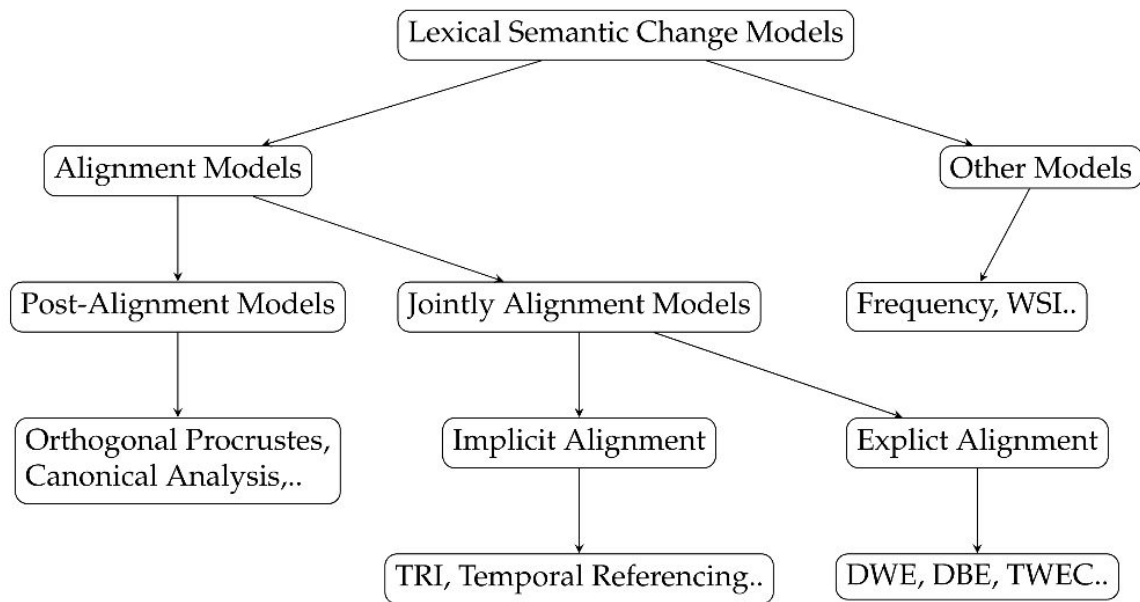 Lexical Semantic Change Models
Alignment Models
Other Models
Post-Alignment Models
Jointly Alignment Models
Frequency, WSI..
Orthogonal Procrustes,
Canonical Analysis,..
Implicit Alignment
Explict Alignment
TRI, Temporal Referencing..
DWE, DBE, TWEC..